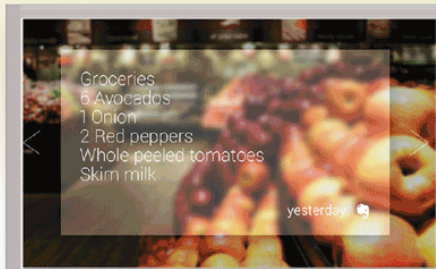 Groceries
6 Avocados
1 Onion
2 Red peppers
Whole peeled tomatoes
Skim milk
yesterday